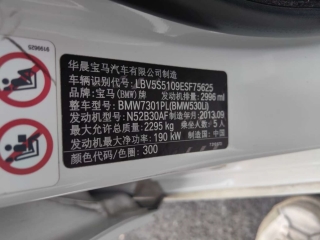 华晨宝马汽车有限公司制造
车辆识别代号: LBV5S5109ESF75625
品牌: 宝马(BMW)牌 发动机排量: 2996 ml
整车型号: BMW7301PL(BMW530Li)
发动机型号: N52B30AF 制造年月: 2013.09
最大允许总质量: 2295 kg 乘坐人数: 5 人
发动机最大净功率: 190 kW 制造国: 中国
颜色代码/色圈: 300